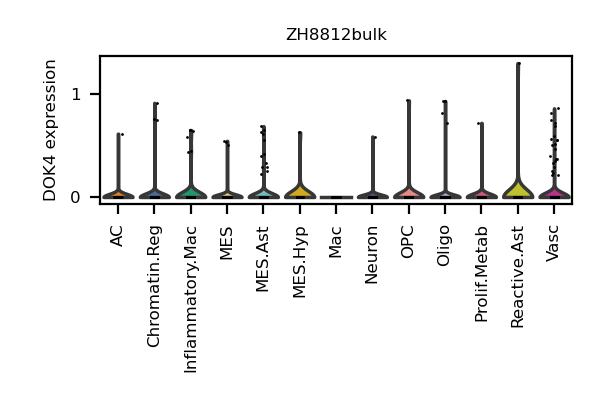 ZH8812bulk
DOK4 expression
1
0
AC
Chromatin.Reg
Inflammatory.Mac
MES
MES.Ast
MES.Hyp
Mac
Neuron
OPC
Oligo
Prolif.Metab
Reactive.Ast
Vasc